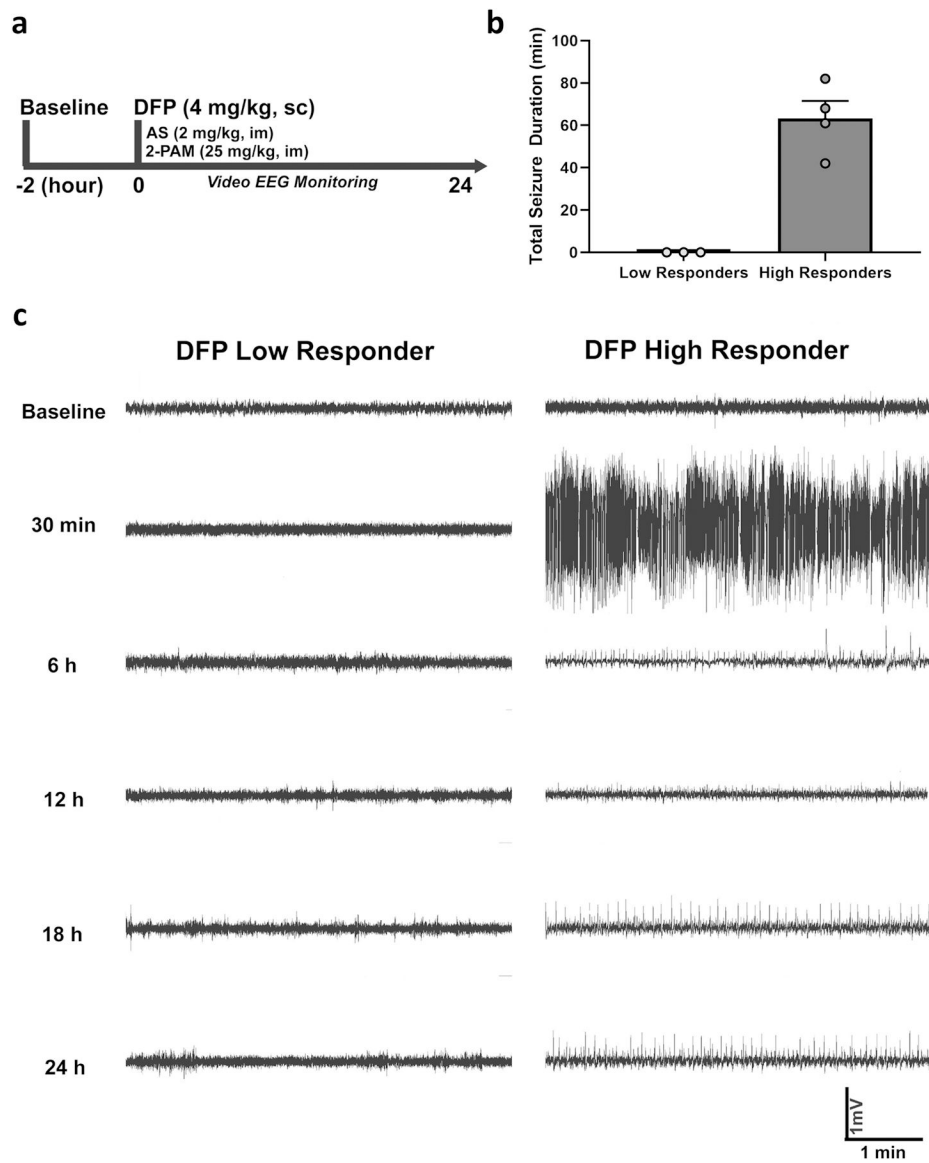 a
Baseline
DFP (4 mg/kg, sc)
AS (2 mg/kg, im)
2-PAM (25 mg/kg, im)
-2 (hour)
0
Video EEG Monitoring
24
b
Total Seizure Duration (min)
100
80
60
40
20
0
Low Responders
High Responders
c
DFP Low Responder
DFP High Responder
Baseline
30 min
6 h
12 h
18 h
24 h
1mV
1 min